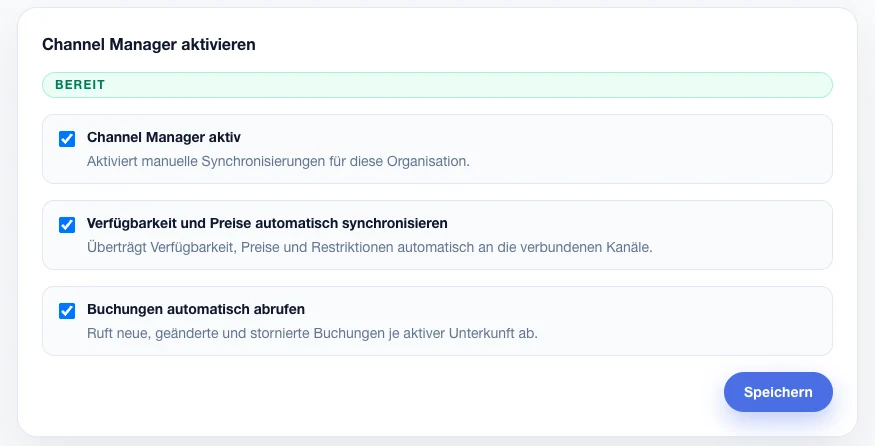 Channel Manager aktivieren
BEREIT
Channel Manager aktiv
Aktiviert manuelle Synchronisierungen für diese Organisation.
Verfügbarkeit und Preise automatisch synchronisieren
Überträgt Verfügbarkeit, Preise und Restriktionen automatisch an die verbundenen Kanäle.
Buchungen automatisch abrufen
Ruft neue, geänderte und stornierte Buchungen je aktiver Unterkunft ab.
Speichern